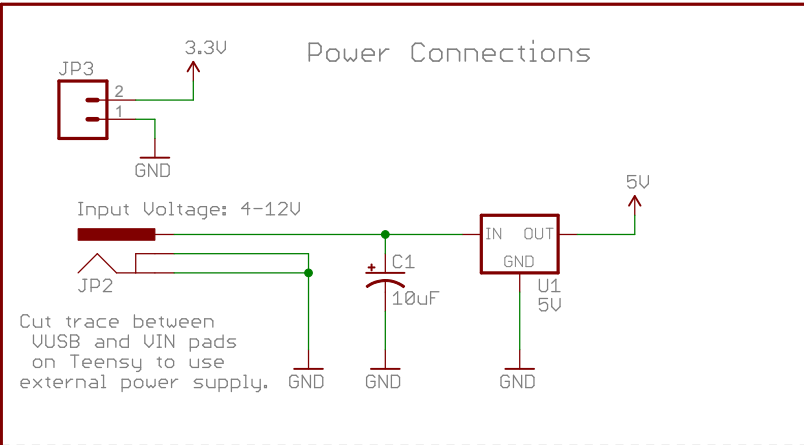 Power Connections
3.3V
JP3
2
1
GND
Input Voltage: 4-12V
5V
IN OUT
GND
JP2
+
C1
10uF
U1
5V
Cut trace between
VUSB and VIN pads
on Teensy to use
external power supply.
GND
GND
GND